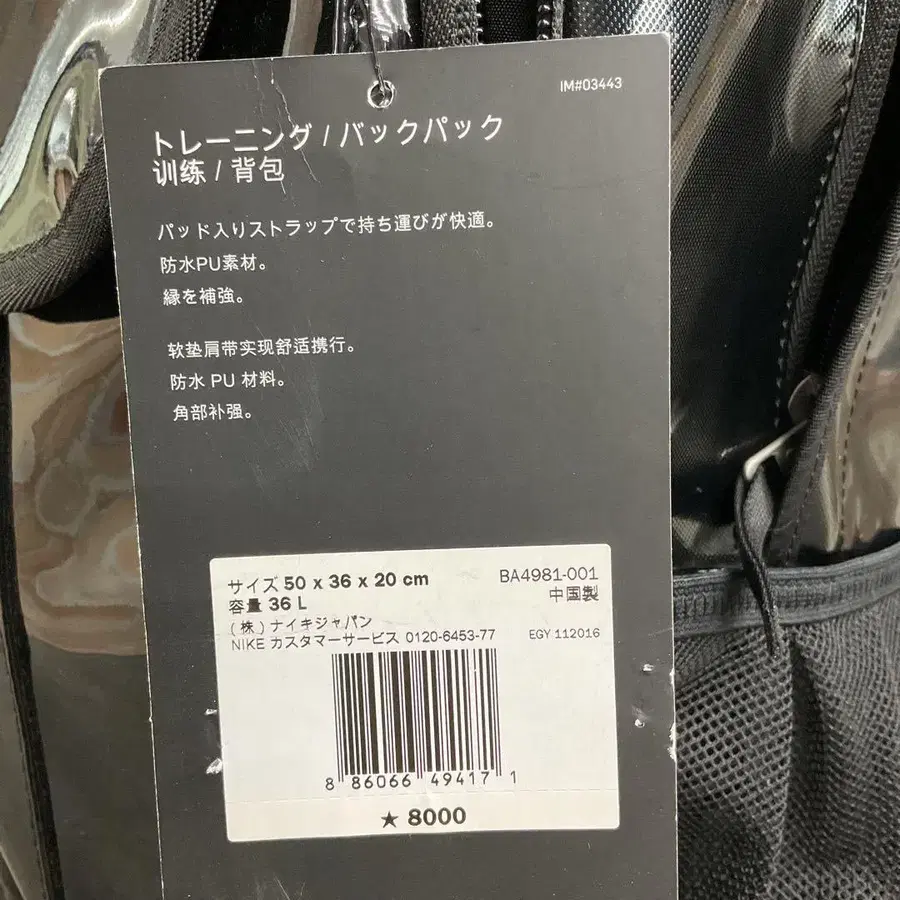 IM#03443
トレーニング / バックパック
训练 / 背包
パッド入りストラップで持ち運びが快適。
防水PU素材。
縁を補強。
软垫肩带实现舒适携行。
防水 PU 材料。
角部补强。
サイズ 50 x 36 x 20 cm
BA4981-001
容量 36 L
中国製
(株) ナイキジャパン
NIKE カスタマーサービス 0120-6453-77
EGY 112016
8 86066 49417 1
★ 8000